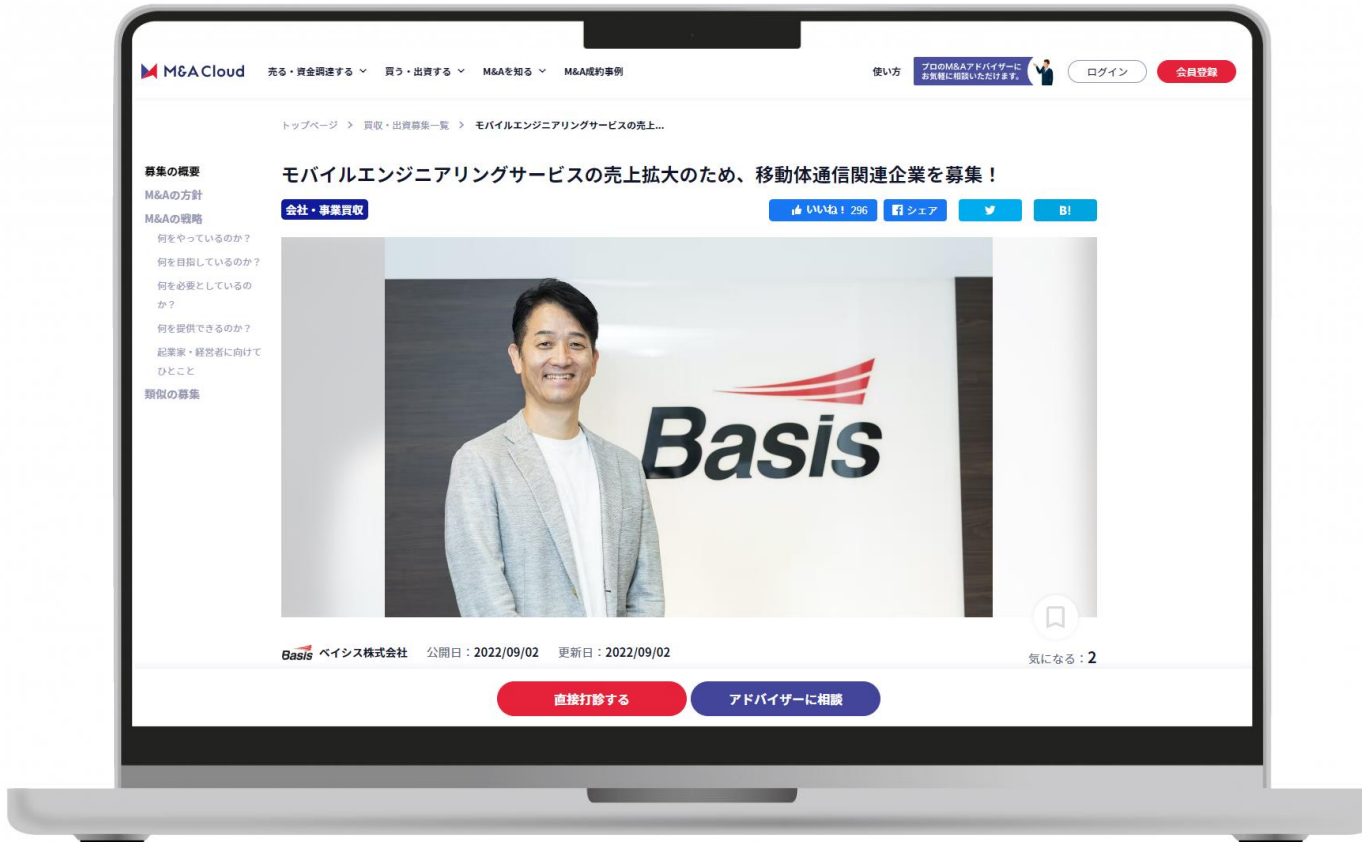 M&A Cloud
売る・資金調達する
買う・出資する
M&Aを知る
M&A成約事例
使い方
プロのM&Aアドバイザーに
お気軽に相談いただけます。
ログイン
会員登録
トップページ > 買収・出資募集一覧 > モバイルエンジニアリングサービスの売上...
募集の概要
M&Aの方針
M&Aの戦略
何をやっているのか?
何を目指しているのか?
何を必要としているの
か?
何を提供できるのか?
起業家・経営者に向けて
ひとこと
類似の募集
モバイルエンジニアリングサービスの売上拡大のため、移動体通信関連企業を募集!
会社・事業買収
いいね! 296
シェア
B!
Basis
Basis ベイシス株式会社 公開日:2022/09/02 更新日:2022/09/02
気になる:2
直接打診する
アドバイザーに相談